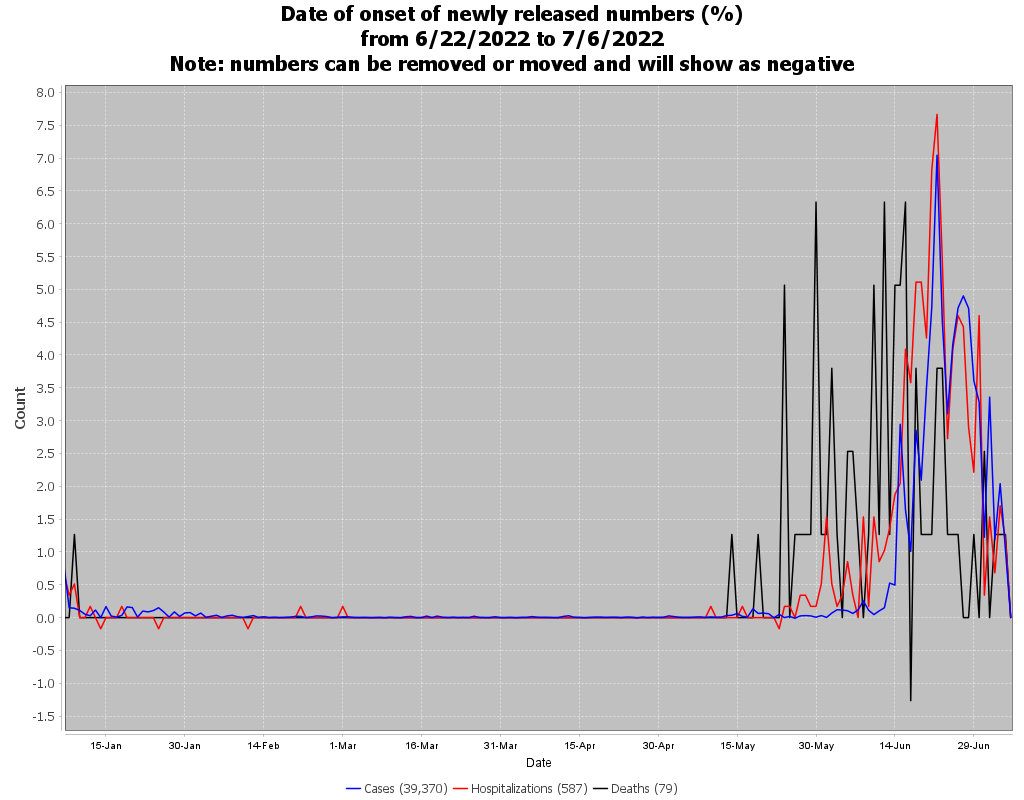 Date of onset of newly released numbers (%)
from 6/22/2022 to 7/6/2022
Note: numbers can be removed or moved and will show as negative
8.0
7.5
7.0
6.5
6.0
5.5
5.0
4.5
4.0
3.5
3.0
2.5
2.0
1.5
1.0
0.5
0.0
-0.5
-1.0
-1.5
Count
15-Jan 30-Jan 14-Feb 1-Mar 16-Mar 31-Mar 15-Apr 30-Apr 15-May 30-May 14-Jun 29-Jun
Date
Cases (39,370) Hospitalizations (587) Deaths (79)